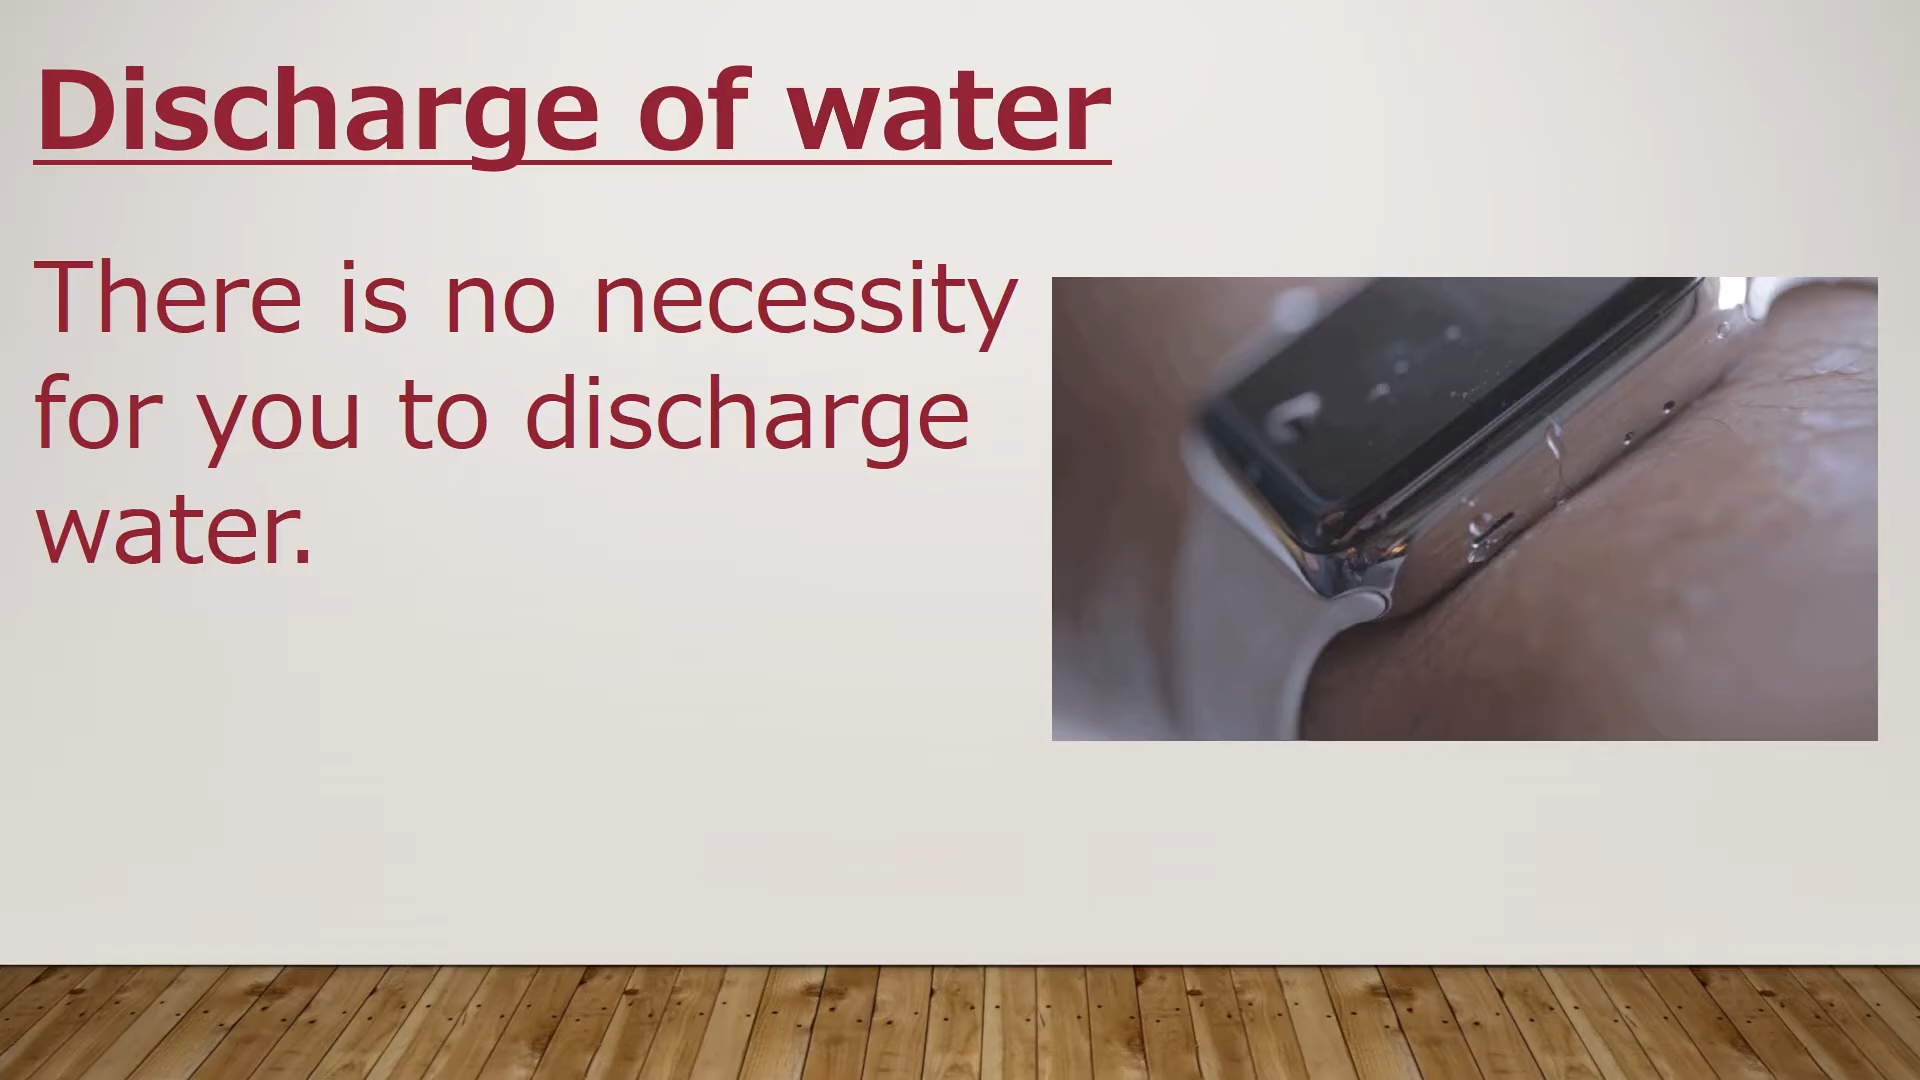 Discharge of water
There is no necessity
for you to discharge
water.